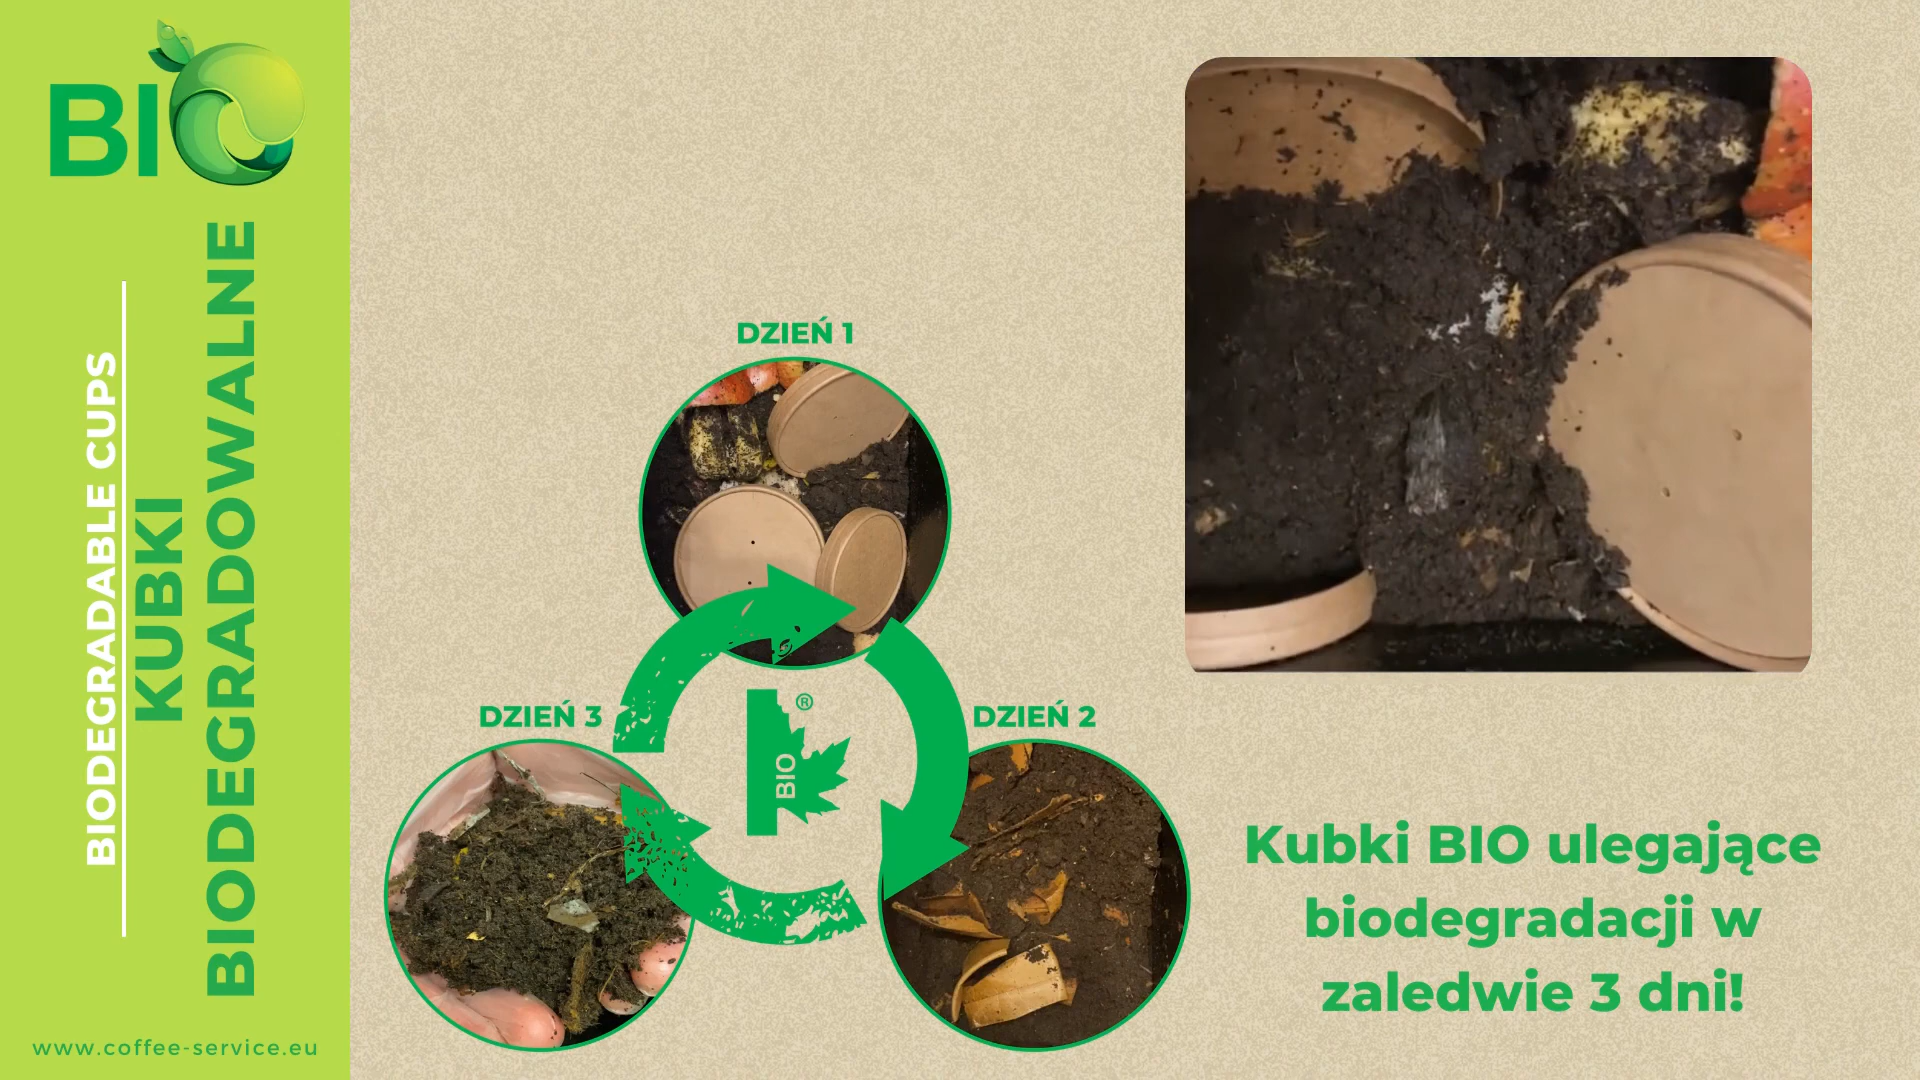 BIO
BIODEGRADABLE CUPS
KUBKI
BIODEGRADOWALNE
www.coffee-service.eu
DZIEŃ 1
DZIEŃ 3
DZIEŃ 2
®
BIO
Kubki BIO ulegające
biodegradacji w
zaledwie 3 dni!